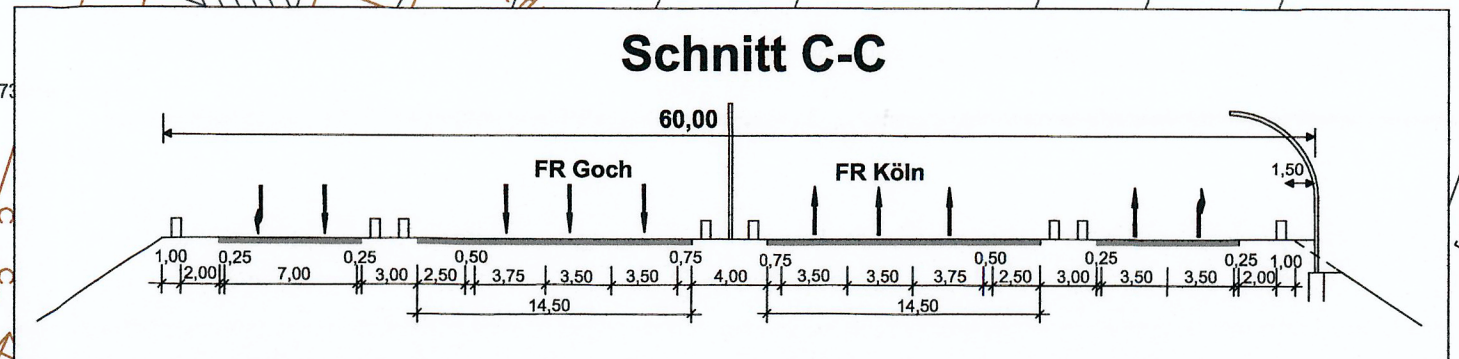 Schnitt C-C
73
60,00
FR Goch
FR Köln
1,50
1,00 0,25 0,25 0,50 0,75 0,75 0,50 0,25 0,25 1,00
2,00 7,00 3,00 2,50 3,75 3,50 3,50 4,00 3,50 3,50 3,75 2,50 3,00 3,50 3,50 2,00
14,50 14,50